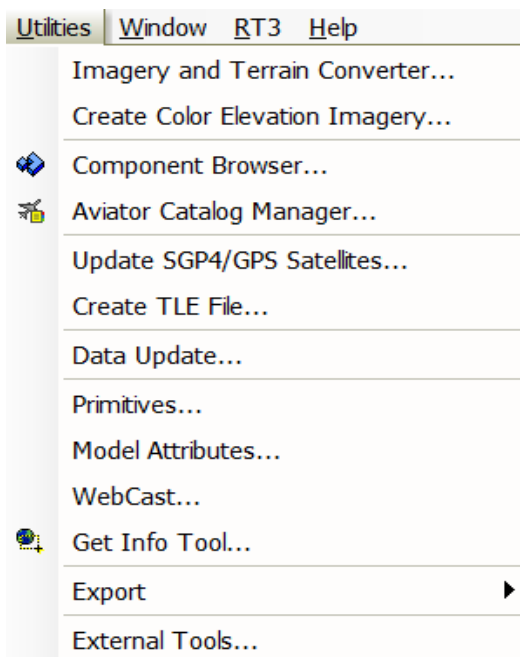 Utilities Window RT3 Help
Imagery and Terrain Converter...
Create Color Elevation Imagery...
Component Browser...
Aviator Catalog Manager...
Update SGP4/GPS Satellites...
Create TLE File...
Data Update...
Primitives...
Model Attributes...
WebCast...
Get Info Tool...
Export
External Tools...